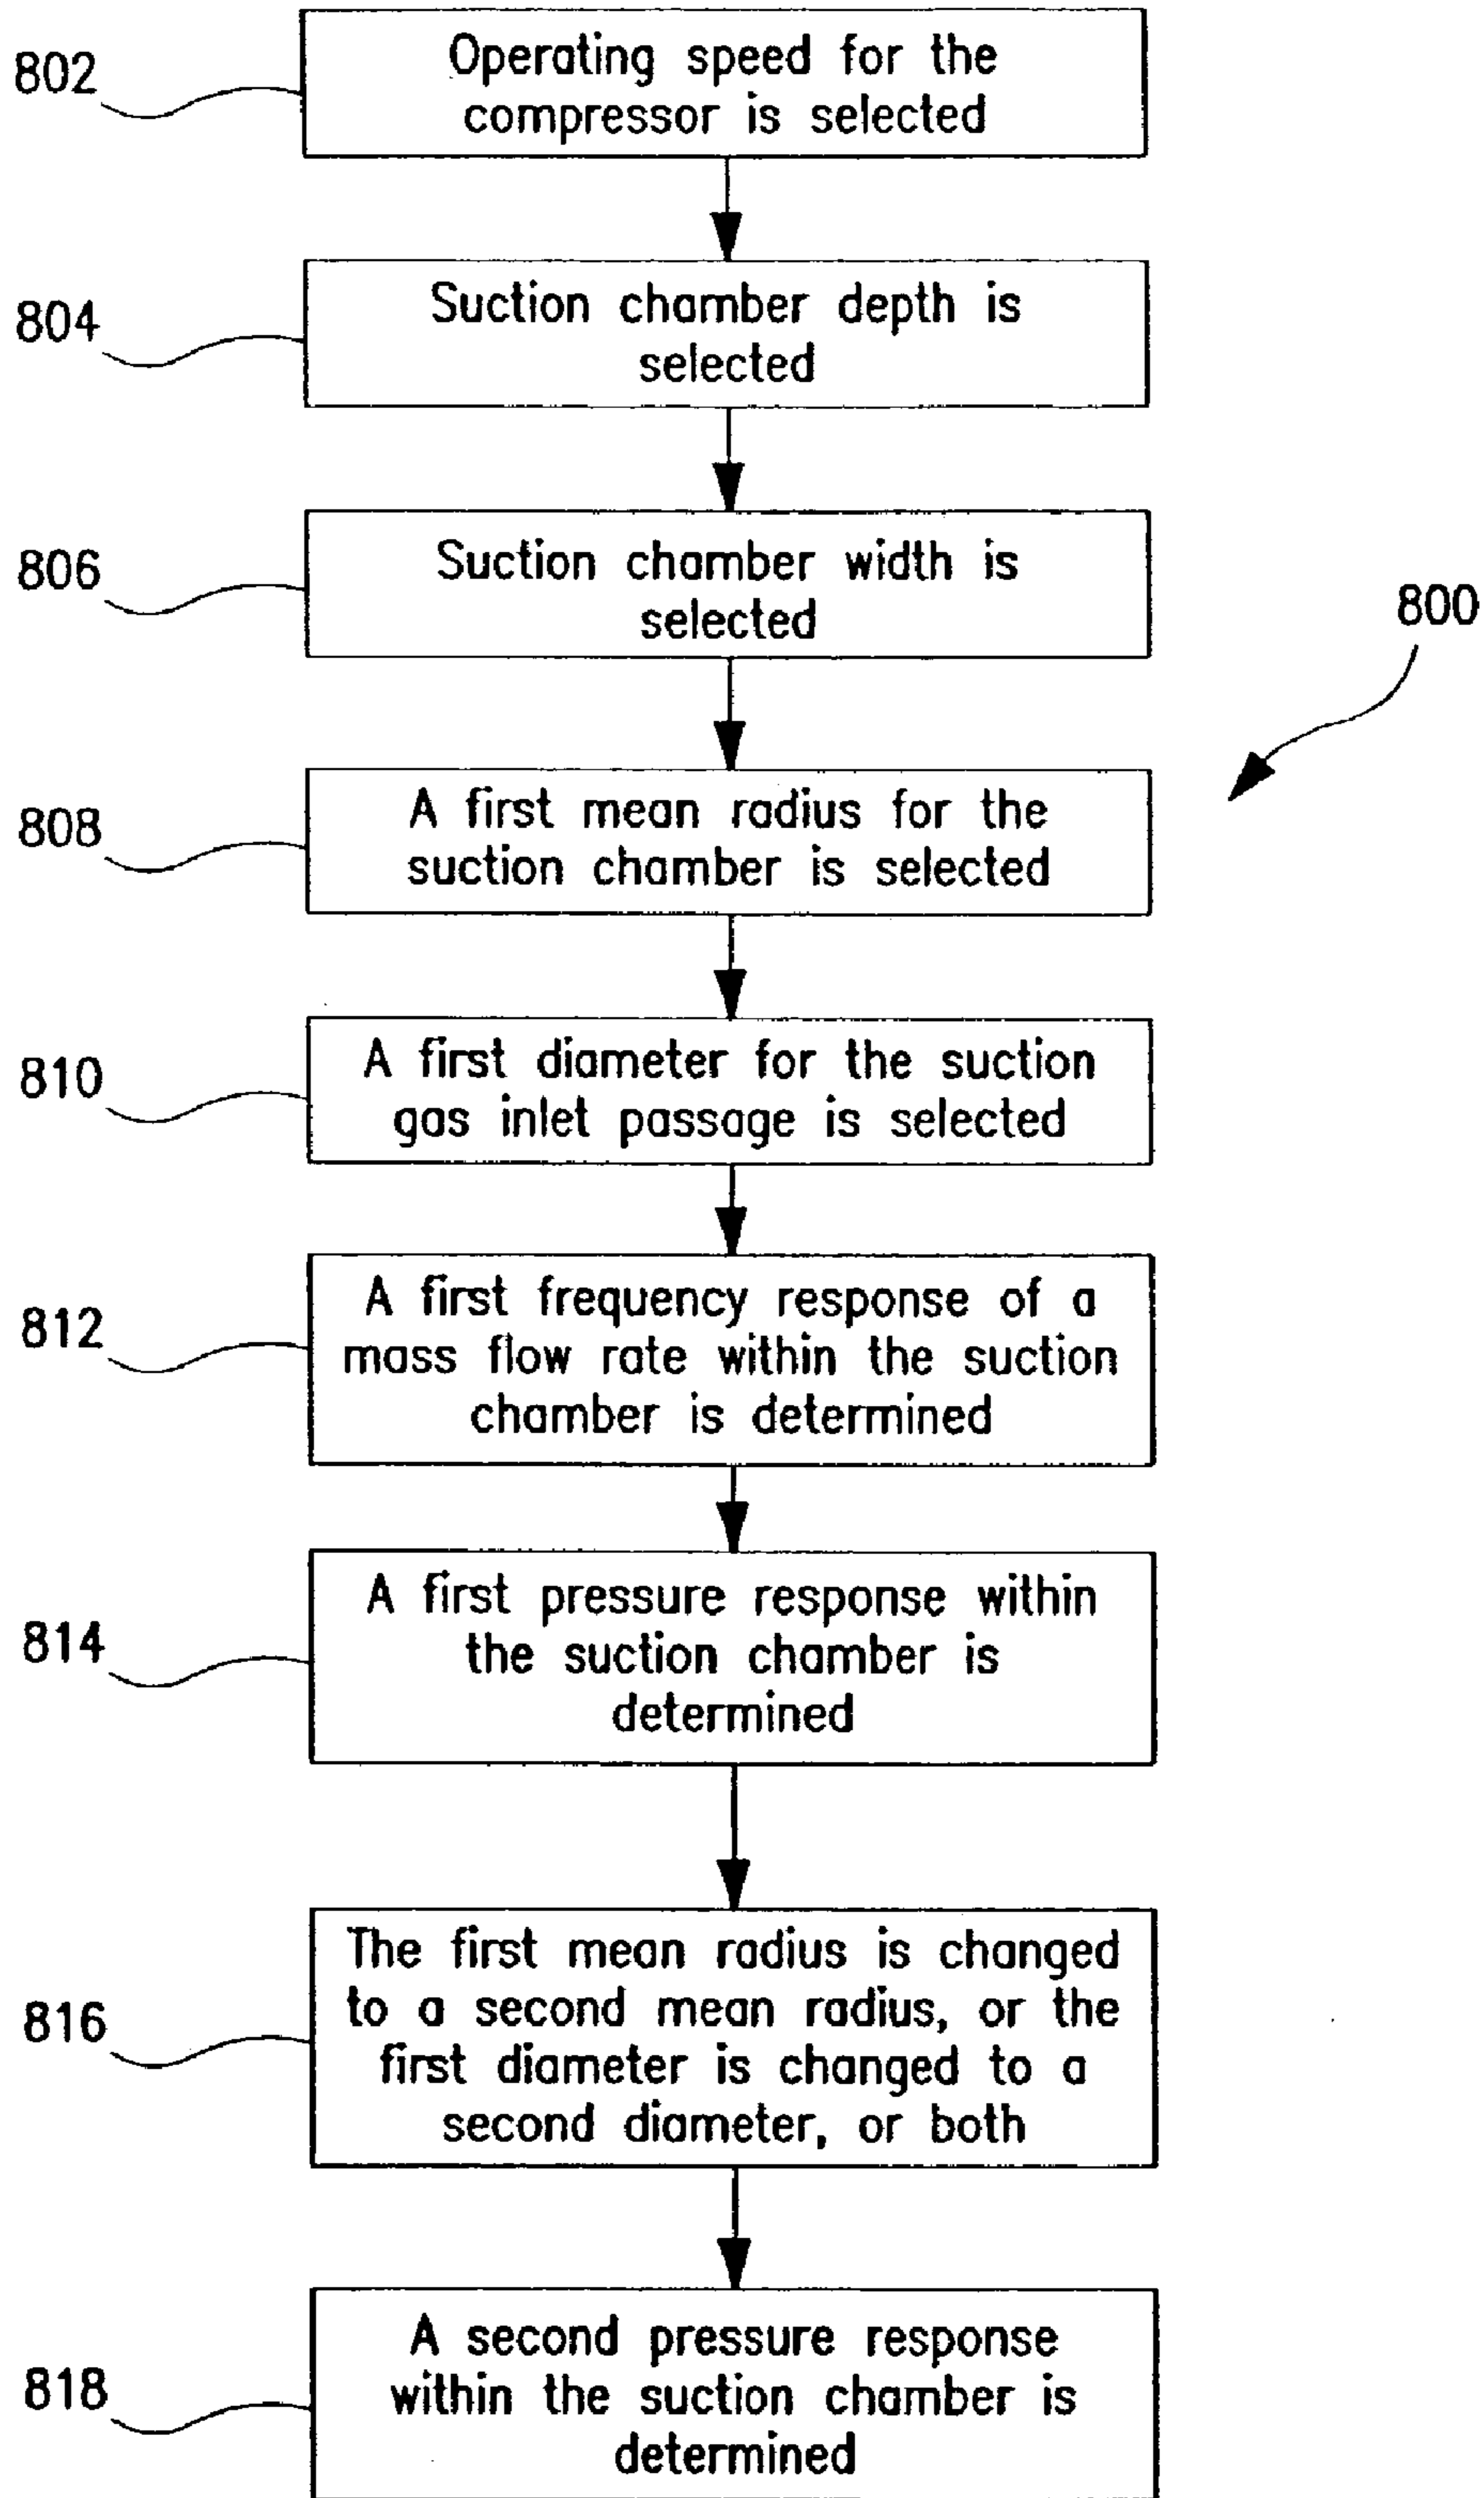 802
Operating speed for the
compressor is selected
804
Suction chamber depth is
selected
806
Suction chamber width is
selected
800
808
A first mean radius for the
suction chamber is selected
810
A first diameter for the suction
gas inlet passage is selected
812
A first frequency response of a
mass flow rate within the suction
chamber is determined
814
A first pressure response within
the suction chamber is
determined
816
The first mean radius is changed
to a second mean radius, or the
first diameter is changed to a
second diameter, or both
818
A second pressure response
within the suction chamber is
determined